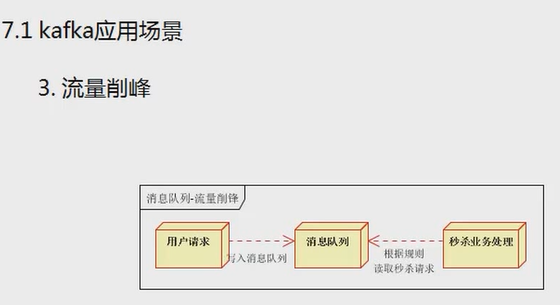 7.1 kafka应用场景
3. 流量削峰
消息队列-流量削锋
用户请求
写入消息队列
消息队列
根据规则
读取秒杀请求
秒杀业务处理